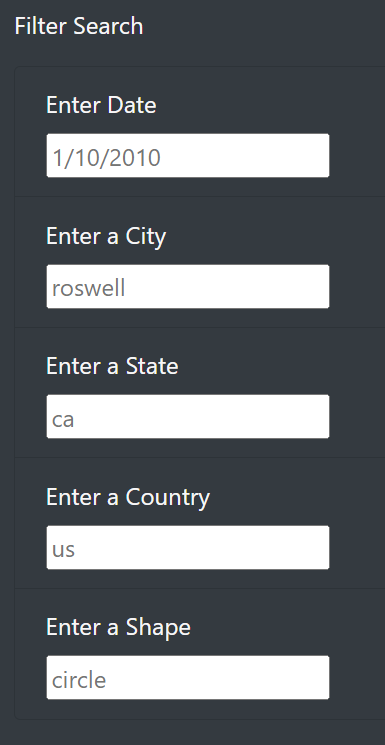 Filter Search
Enter Date
1/10/2010
Enter a City
roswell
Enter a State
ca
Enter a Country
us
Enter a Shape
circle